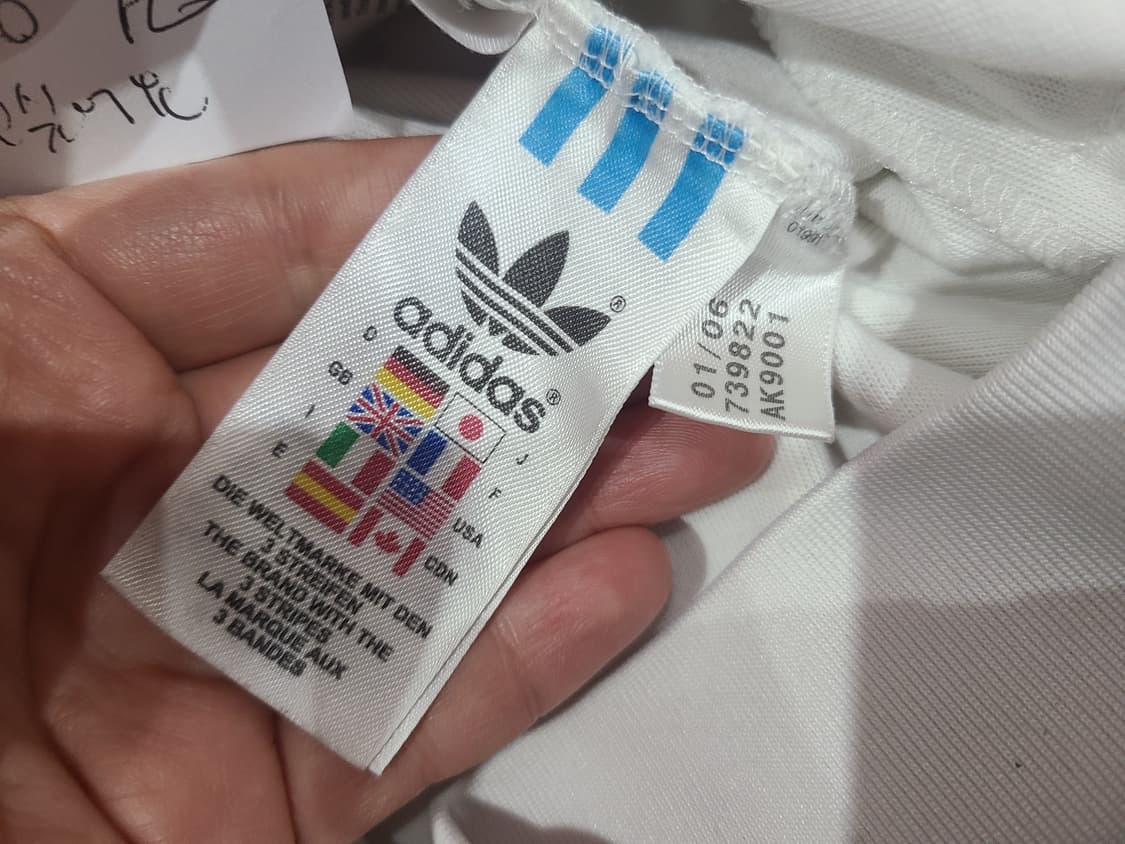 adidas®
D
GB
I
E
J
F
USA
CDN
DIE WELTMARKE MIT DEN
3 STREIFEN
THE BRAND WITH THE
3 STRIPES
LA MARQUE AUX
3 BANDES
01/06
739822
AK9001